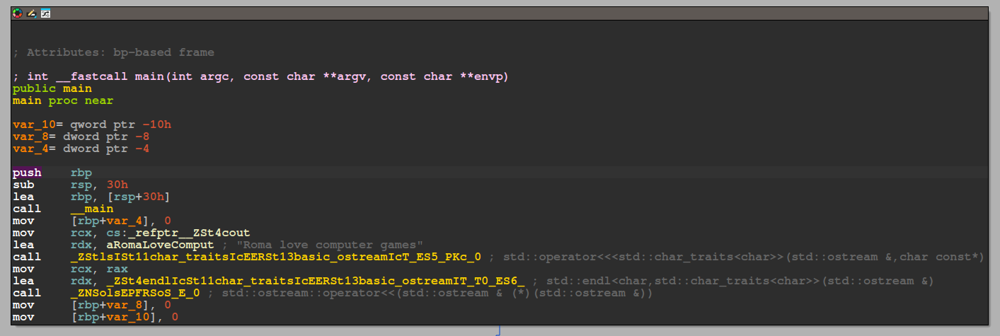 ; Attributes: bp-based frame
; int __fastcall main(int argc, const char **argv, const char **envp)
public main
main proc near
var_10= qword ptr -10h
var_8= dword ptr -8
var_4= dword ptr -4
push rbp
sub rsp, 30h
lea rbp, [rsp+30h]
call __main
mov [rbp+var_4], 0
mov rcx, cs:_refptr__ZSt4cout
lea rdx, aRomaLoveComput ; "Roma love computer games"
call _ZStlsISt11char_traitsIcEERSt13basic_ostreamIcT_ES5_PKc_0 ; std::operator<<<std::char_traits<char>>(std::ostream &,char const*)
mov rcx, rax
lea rdx, _ZSt4endlIcSt11char_traitsIcEERSt13basic_ostreamIT_T0_ES6_ ; std::endl<char,std::char_traits<char>>(std::ostream &)
call _ZNSolsEPFRSoS_E_0 ; std::ostream::operator<<(std::ostream & (*)(std::ostream &))
mov [rbp+var_8], 0
mov [rbp+var_10], 0